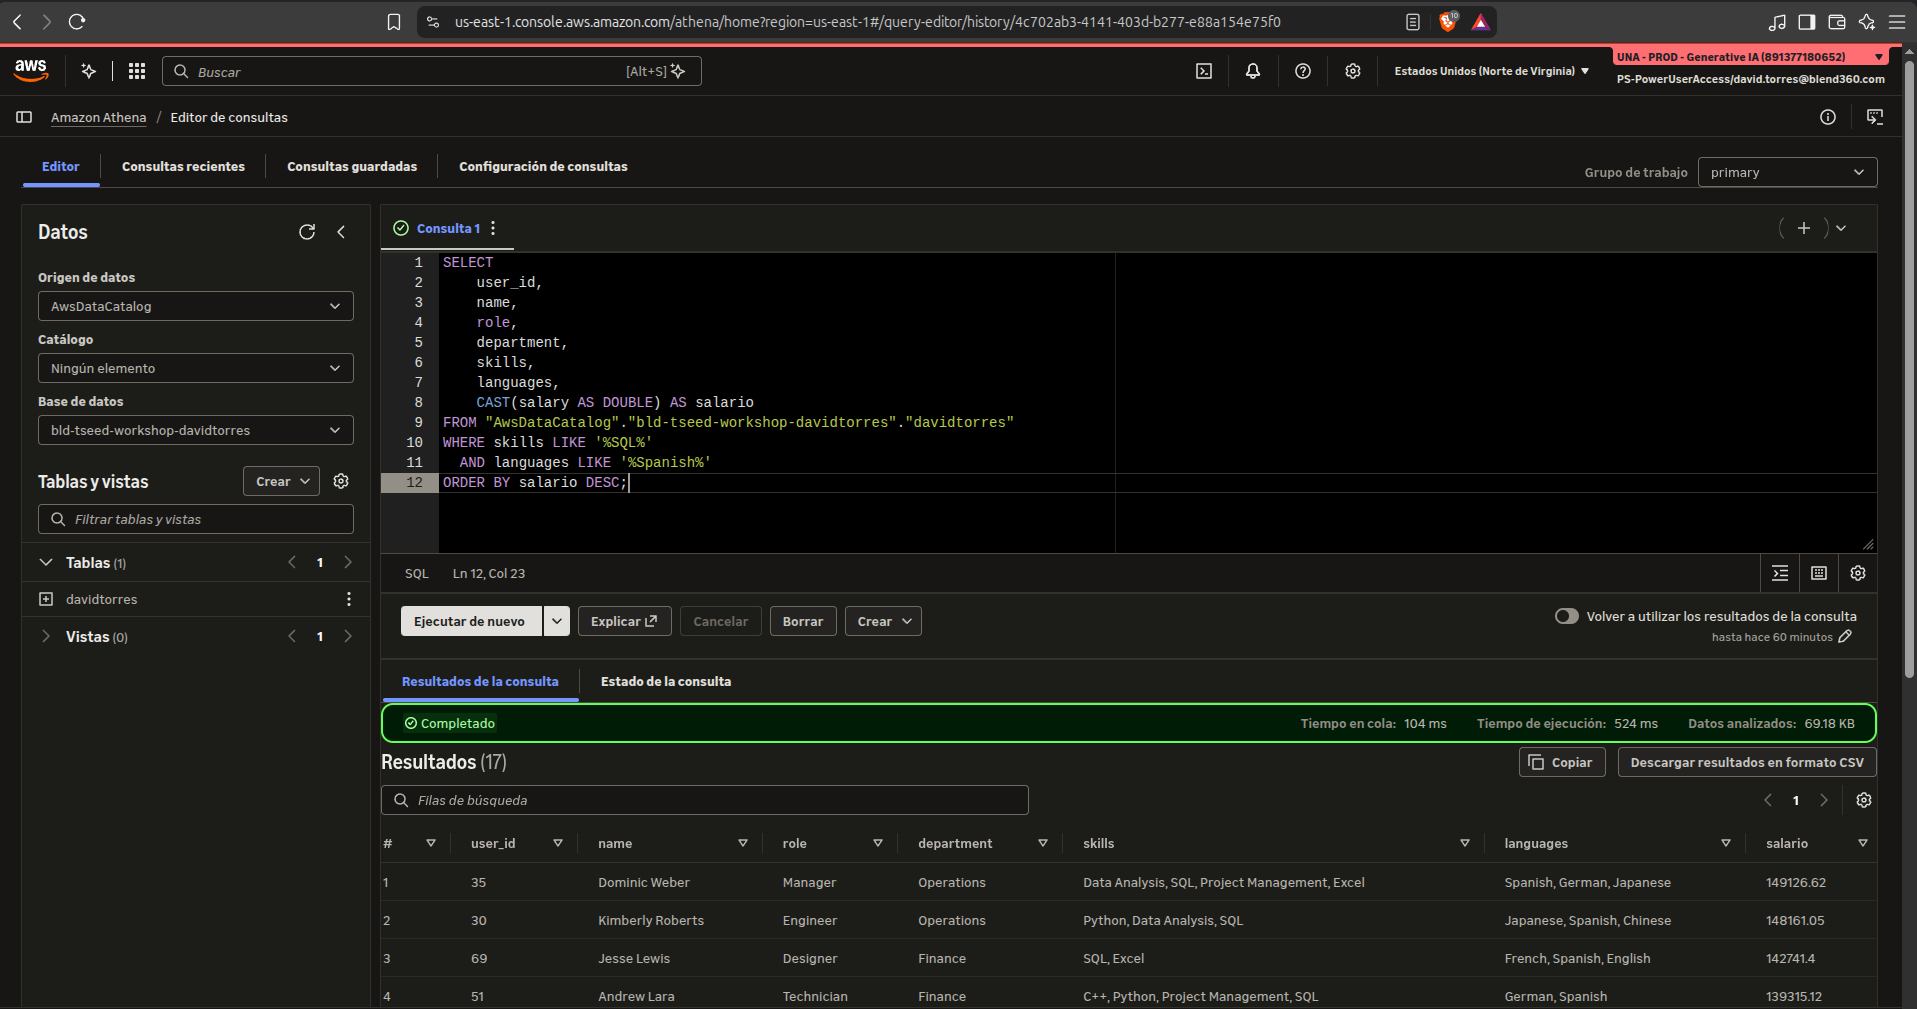 us-east-1.console.aws.amazon.com/athena/home?region=us-east-1#/query-editor/history/4c702ab3-4141-403d-b277-e88a154e75f0
10
aws
Buscar
[Alt+S]
Estados Unidos (Norte de Virginia)
UNA - PROD - Generative IA (891377180652)
PS-PowerUserAccess/david.torres@blend360.com
Amazon Athena / Editor de consultas
Editor
Consultas recientes
Consultas guardadas
Configuración de consultas
Grupo de trabajo
primary
Datos
Origen de datos
AwsDataCatalog
Catálogo
Ningún elemento
Base de datos
bld-tseed-workshop-davidtorres
Tablas y vistas
Crear
Filtrar tablas y vistas
Tablas (1)
1
davidtorres
Vistas (0)
1
Consulta 1
1 SELECT
2 user_id,
3 name,
4 role,
5 department,
6 skills,
7 languages,
8 CAST(salary AS DOUBLE) AS salario
9 FROM "AwsDataCatalog"."bld-tseed-workshop-davidtorres"."davidtorres"
10 WHERE skills LIKE '%SQL%'
11 AND languages LIKE '%Spanish%'
12 ORDER BY salario DESC;
SQL Ln 12, Col 23
Ejecutar de nuevo
Explicar
Cancelar
Borrar
Crear
Volver a utilizar los resultados de la consulta
hasta hace 60 minutos
Resultados de la consulta
Estado de la consulta
Completado
Tiempo en cola: 104 ms
Tiempo de ejecución: 524 ms
Datos analizados: 69.18 KB
Resultados (17)
Copiar
Descargar resultados en formato CSV
Filas de búsqueda
1
# user_id name role department skills languages salario
1 35 Dominic Weber Manager Operations Data Analysis, SQL, Project Management, Excel Spanish, German, Japanese 149126.62
2 30 Kimberly Roberts Engineer Operations Python, Data Analysis, SQL Japanese, Spanish, Chinese 148161.05
3 69 Jesse Lewis Designer Finance SQL, Excel French, Spanish, English 142741.4
4 51 Andrew Lara Technician Finance C++, Python, Project Management, SQL German, Spanish 139315.12